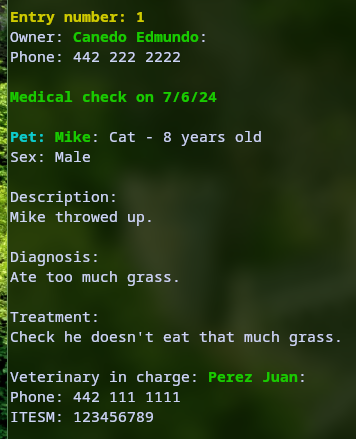 Entry number: 1
Owner: Canedo Edmundo:
Phone: 442 222 2222
Medical check on 7/6/24
Pet: Mike: Cat - 8 years old
Sex: Male
Description:
Mike throwed up.
Diagnosis:
Ate too much grass.
Treatment:
Check he doesn't eat that much grass.
Veterinary in charge: Perez Juan:
Phone: 442 111 1111
ITESM: 123456789